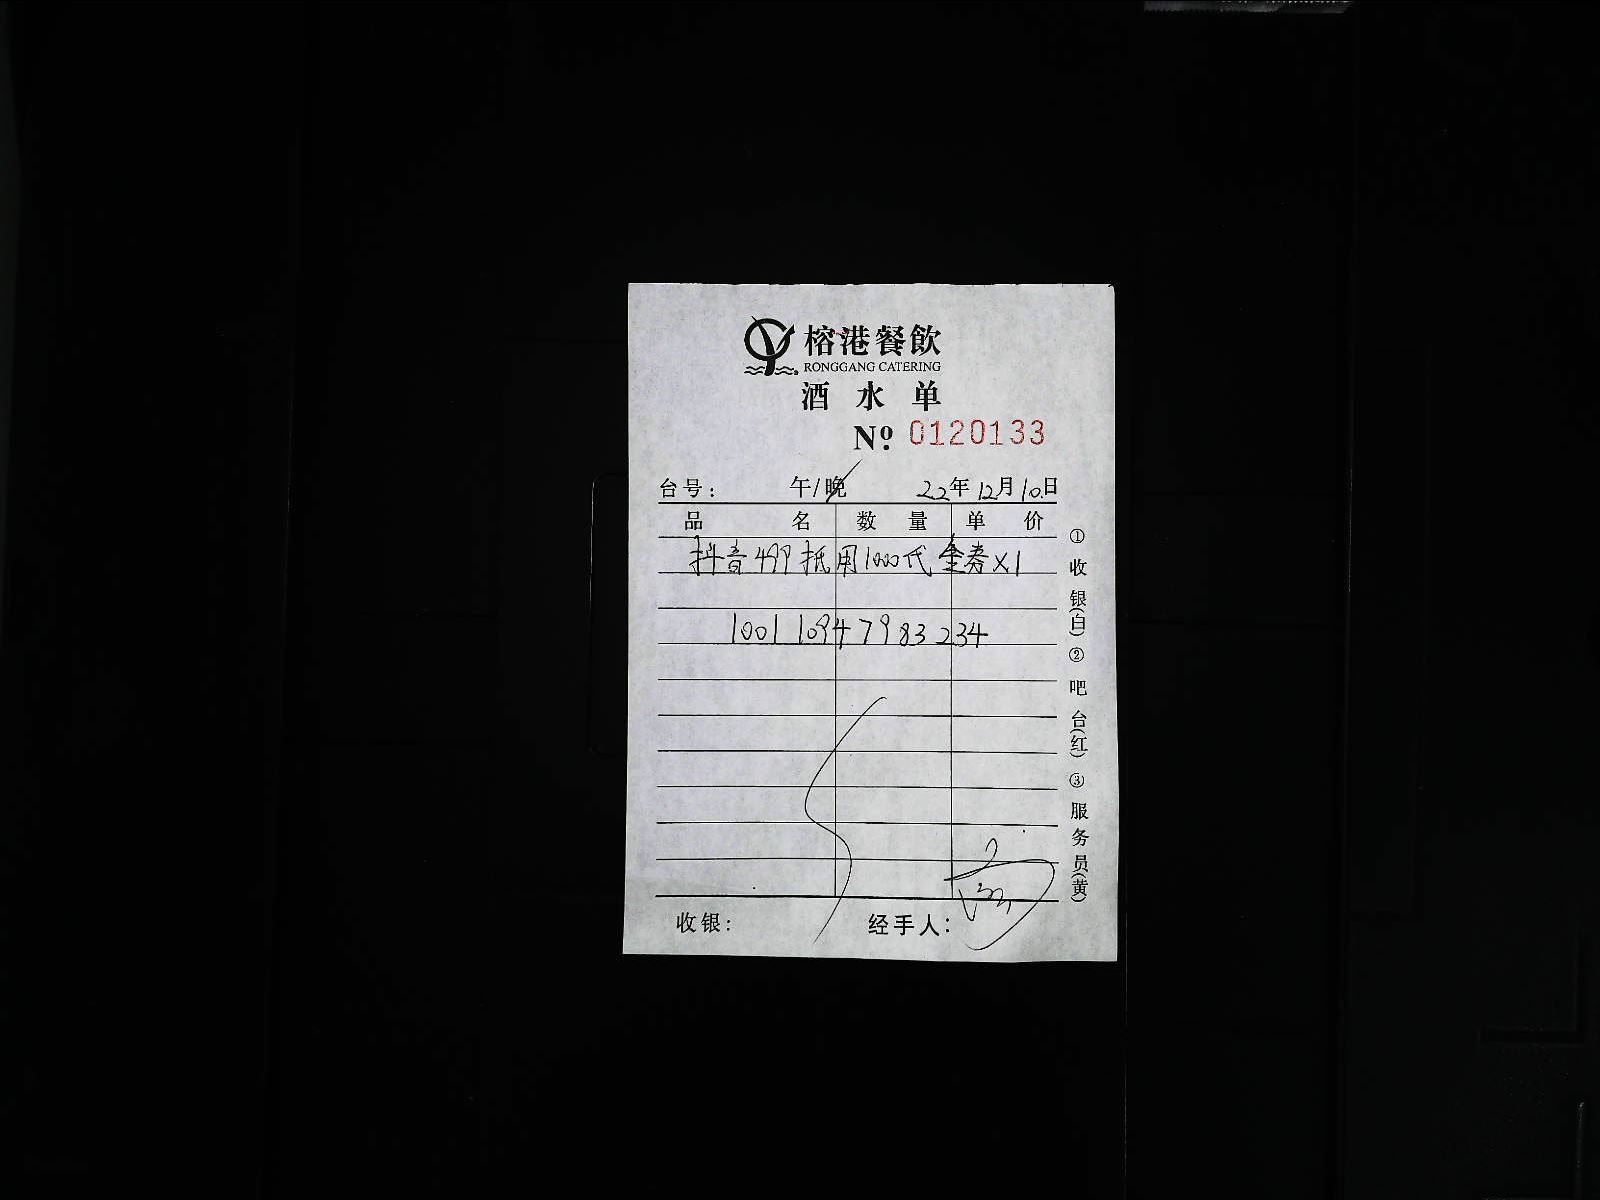 榕港餐飲
RONGGANG CATERING
酒水单
Nº: 0120133
台号: 午/晚 22年12月10日
品名 数量 单价
抖音499抵用1000代金券×1
1001 1094 7983 234
收银: 经手人:
①收银(白)②吧台(红)③服务员(黄)